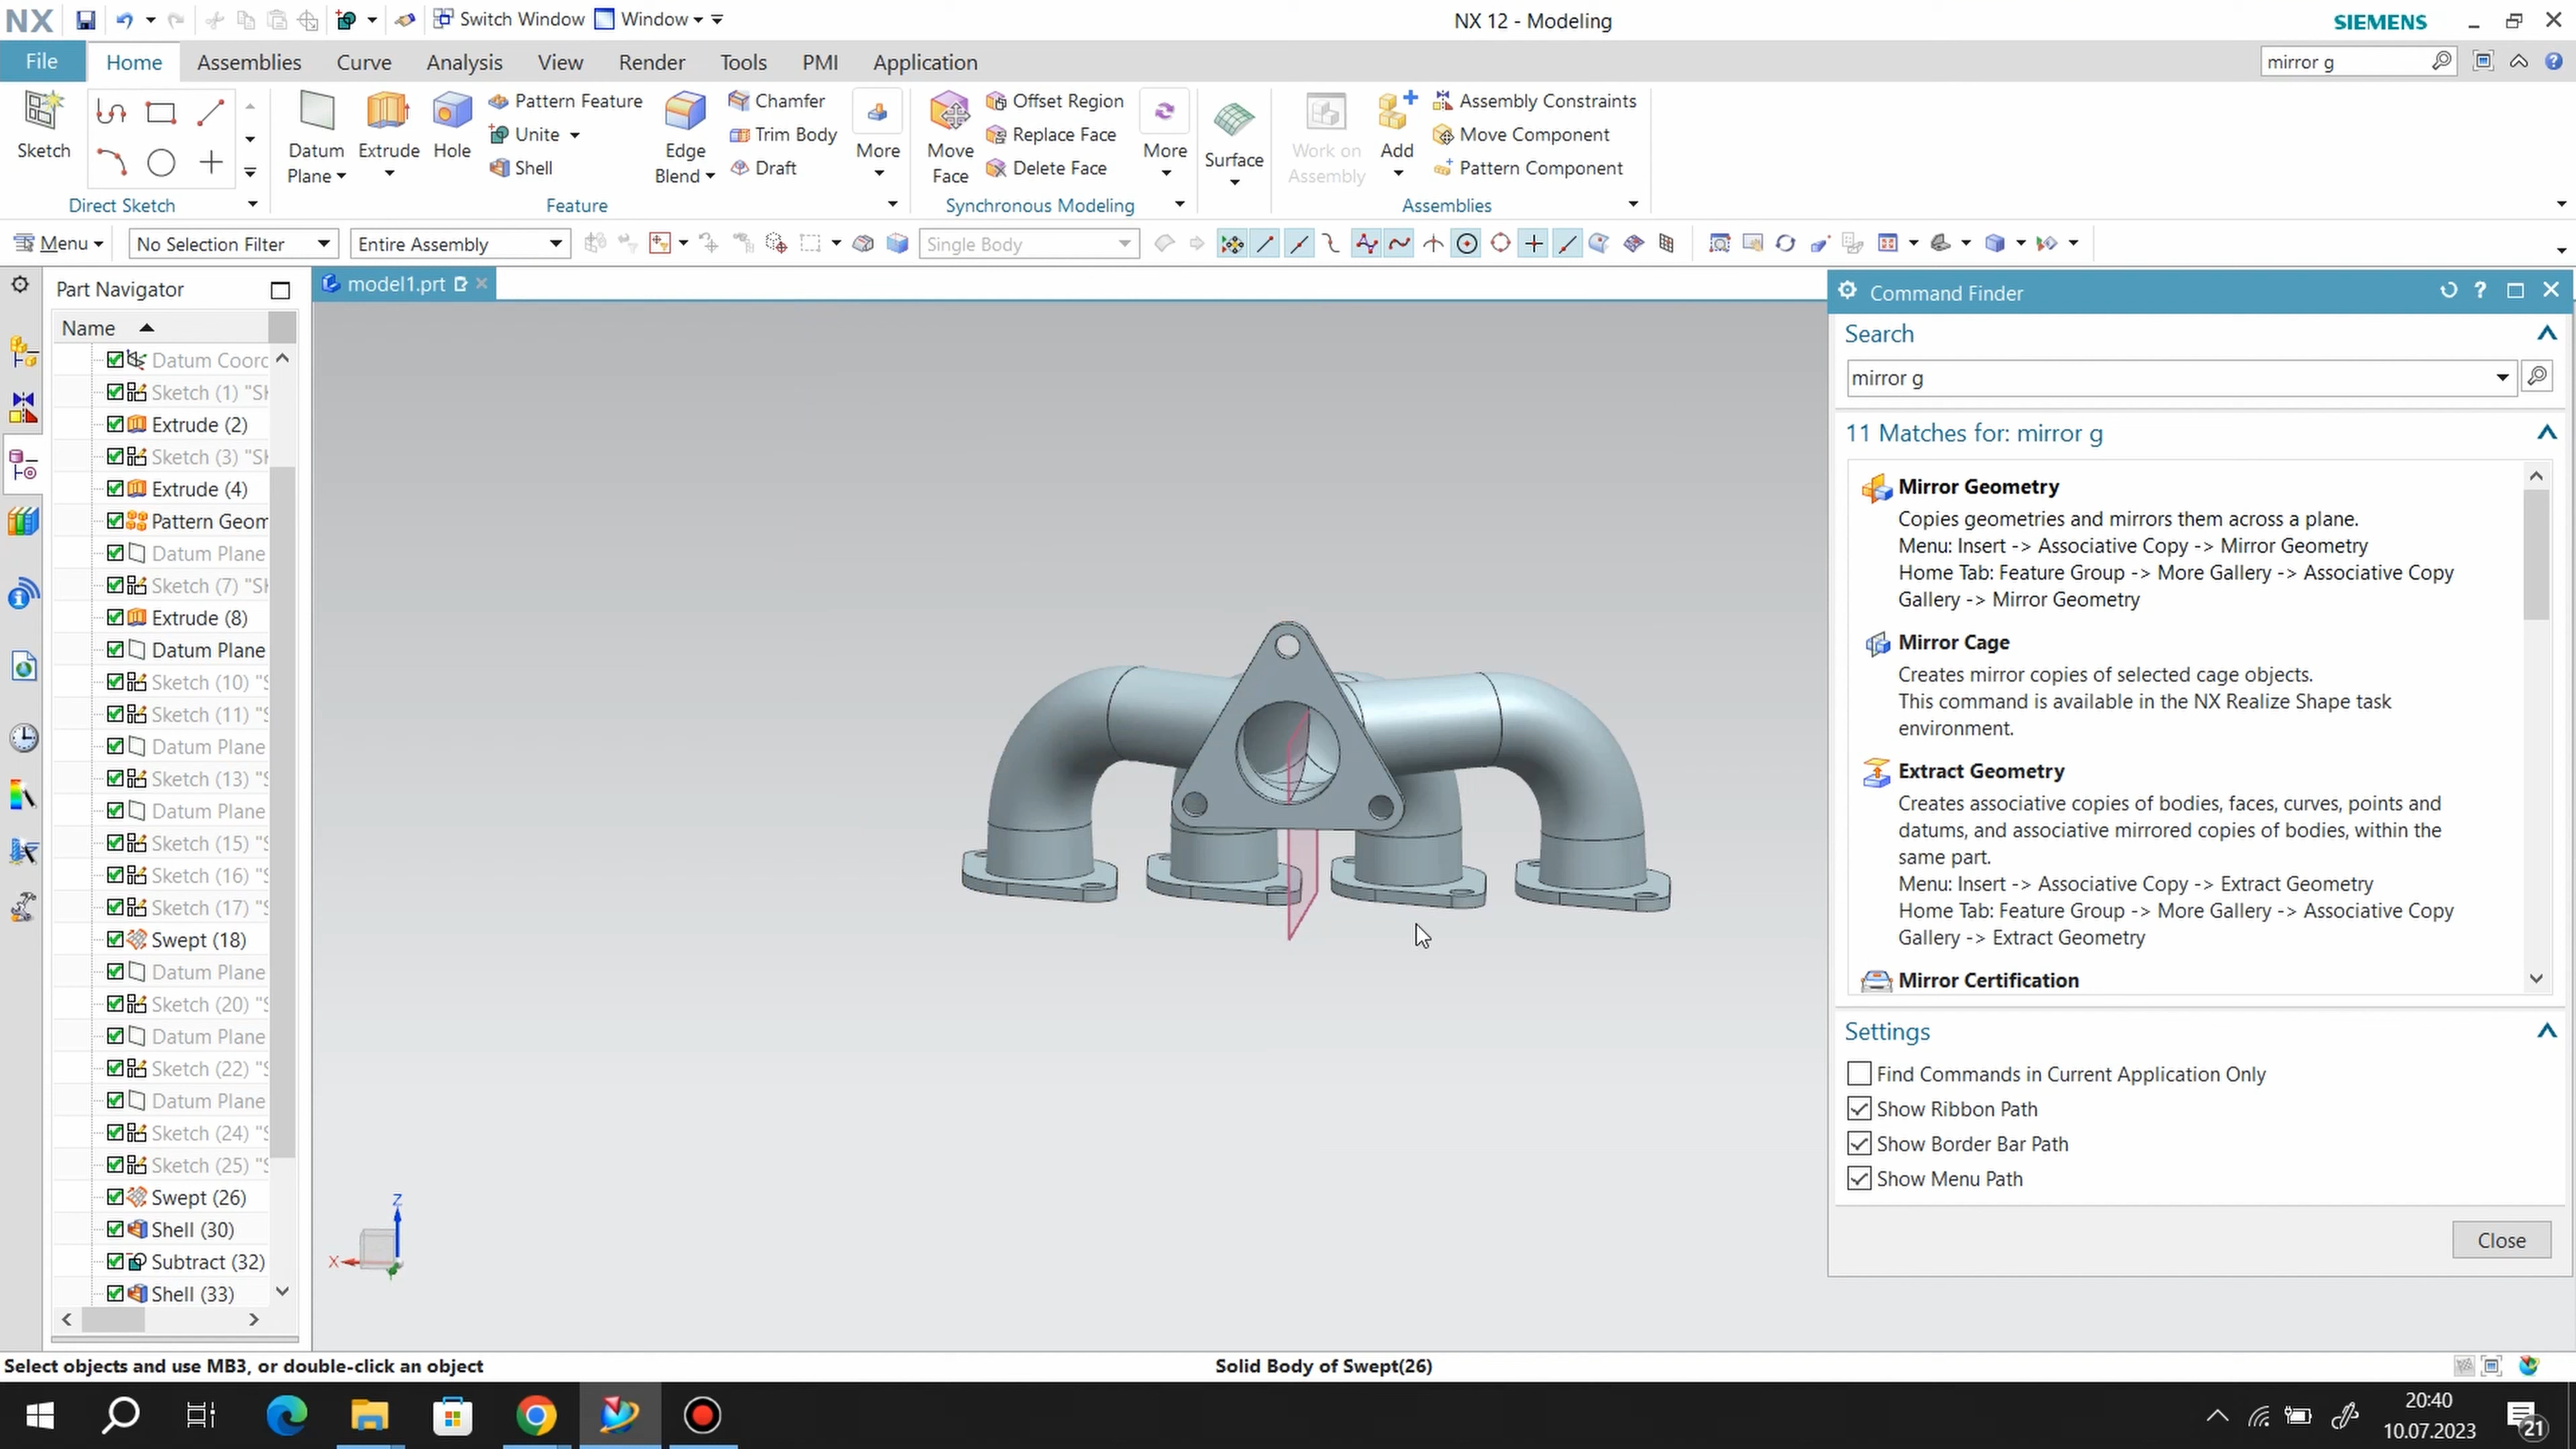 NX Switch Window Window NX 12 - Modeling SIEMENS
File Home Assemblies Curve Analysis View Render Tools PMI Application mirror g
Sketch
Direct Sketch
Datum Plane
Extrude
Hole
Pattern Feature
Unite
Shell
Edge Blend
Chamfer
Trim Body
Draft
More
Feature
Move Face
Offset Region
Replace Face
Delete Face
More
Synchronous Modeling
Surface
Work on Assembly
Add
Assembly Constraints
Move Component
Pattern Component
Assemblies
Menu No Selection Filter Entire Assembly Single Body
Part Navigator
model1.prt
Name
Datum Coord
Sketch (1) "SK
Extrude (2)
Sketch (3) "SK
Extrude (4)
Pattern Geom
Datum Plane
Sketch (7) "SK
Extrude (8)
Datum Plane
Sketch (10) "S
Sketch (11) "S
Datum Plane
Sketch (13) "S
Datum Plane
Sketch (15) "S
Sketch (16) "S
Sketch (17) "S
Swept (18)
Datum Plane
Sketch (20) "S
Datum Plane
Sketch (22) "S
Datum Plane
Sketch (24) "S
Sketch (25) "S
Swept (26)
Shell (30)
Subtract (32)
Shell (33)
Z
X
Command Finder
Search
mirror g
11 Matches for: mirror g
Mirror Geometry
Copies geometries and mirrors them across a plane.
Menu: Insert -> Associative Copy -> Mirror Geometry
Home Tab: Feature Group -> More Gallery -> Associative Copy
Gallery -> Mirror Geometry
Mirror Cage
Creates mirror copies of selected cage objects.
This command is available in the NX Realize Shape task
environment.
Extract Geometry
Creates associative copies of bodies, faces, curves, points and
datums, and associative mirrored copies of bodies, within the
same part.
Menu: Insert -> Associative Copy -> Extract Geometry
Home Tab: Feature Group -> More Gallery -> Associative Copy
Gallery -> Extract Geometry
Mirror Certification
Settings
Find Commands in Current Application Only
Show Ribbon Path
Show Border Bar Path
Show Menu Path
Close
Select objects and use MB3, or double-click an object Solid Body of Swept(26)
20:40
10.07.2023
21